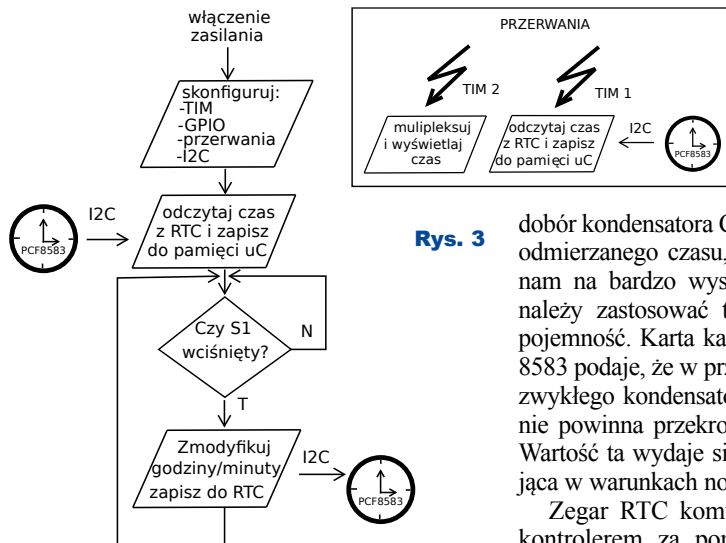 włączenie
zasilania
skonfiguruj:
-TIM
-GPIO
-przerwania
-I2C
I2C
PCF8583
odczytaj czas
z RTC i zapisz
do pamięci uC
Czy S1
wciśnięty?
N
T
Zmodyfikuj
godziny/minuty
zapisz do RTC
I2C
PCF8583
PRZERWANIA
TIM 2
mulipleksuj
i wyświetlaj
czas
TIM 1
odczytaj czas
z RTC i zapisz
do pamięci uC
I2C
PCF8583
Rys. 3
dobór kondensatora
odmierzanego czasu,
nam na bardzo wys
należy zastosować t
pojemność. Karta ka
8583 podaje, że w prz
zwykłego kondensato
nie powinna przekro
Wartość ta wydaje si
jąca w warunkach no
Zegar RTC kom
kontrolerem za por